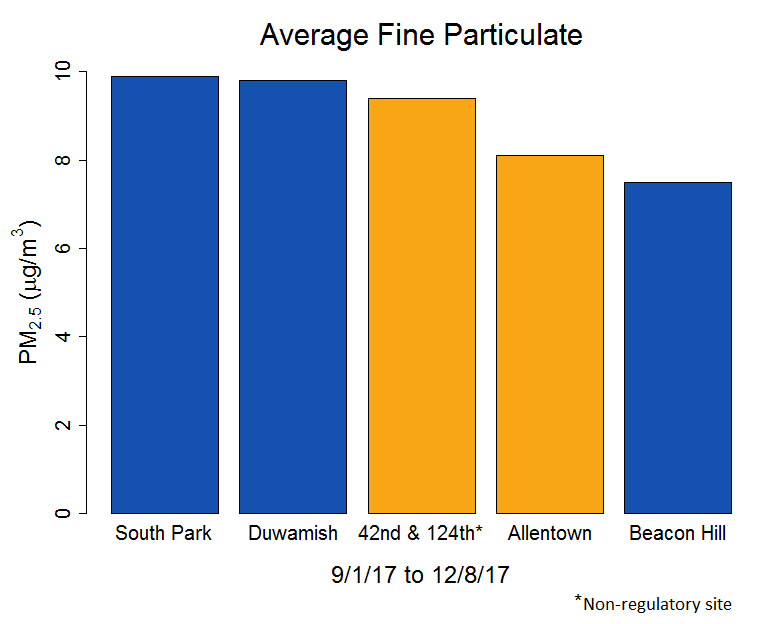 Average Fine Particulate
PM2.5 (μg/m3)
10
8
6
4
2
0
South Park Duwamish 42nd & 124th* Allentown Beacon Hill
9/1/17 to 12/8/17
*Non-regulatory site